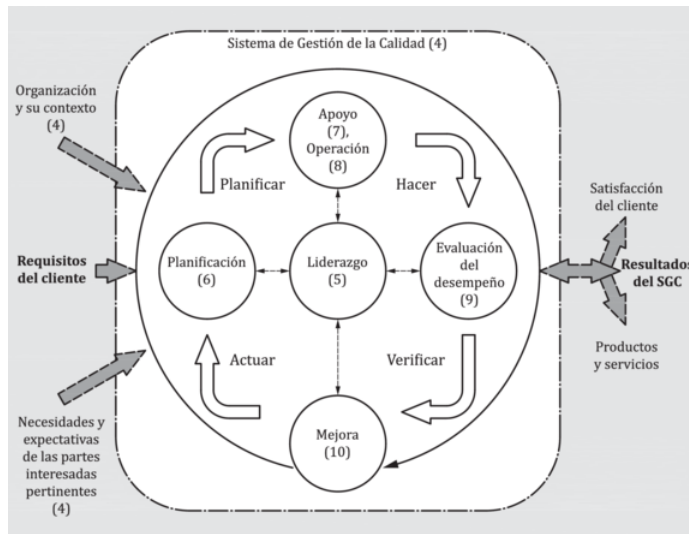 Sistema de Gestión de la Calidad (4)
Organización
y su contexto
(4)
Apoyo
(7),
Operación
(8)
Planificar
Hacer
Satisfacción
del cliente
Requisitos
del cliente
Planificación
(6)
Liderazgo
(5)
Evaluación
del
desempeño
(9)
Resultados
del SGC
Actuar
Verificar
Productos
y servicios
Necesidades y
expectativas
de las partes
interesadas
pertinentes
(4)
Mejora
(10)